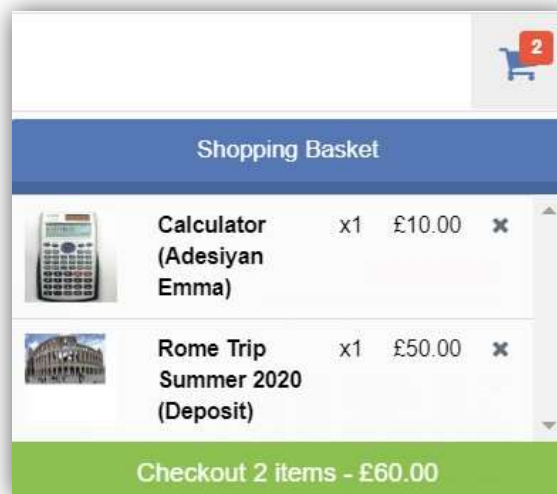 2
Shopping Basket
Calculator x1 £10.00
(Adesiyan
Emma)
Rome Trip x1 £50.00
Summer 2020
(Deposit)
Checkout 2 items - £60.00